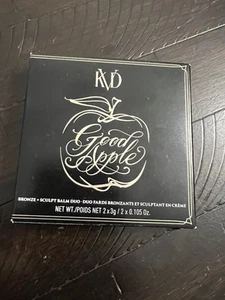 KVD
Good
Apple
BRONZE + SCULPT BALM DUO • DUO FARDS BRONZANTS ET SCULPTANT EN CRÈME
NET WT./POIDS NET 2 x 3g / 2 x 0.105 Oz.